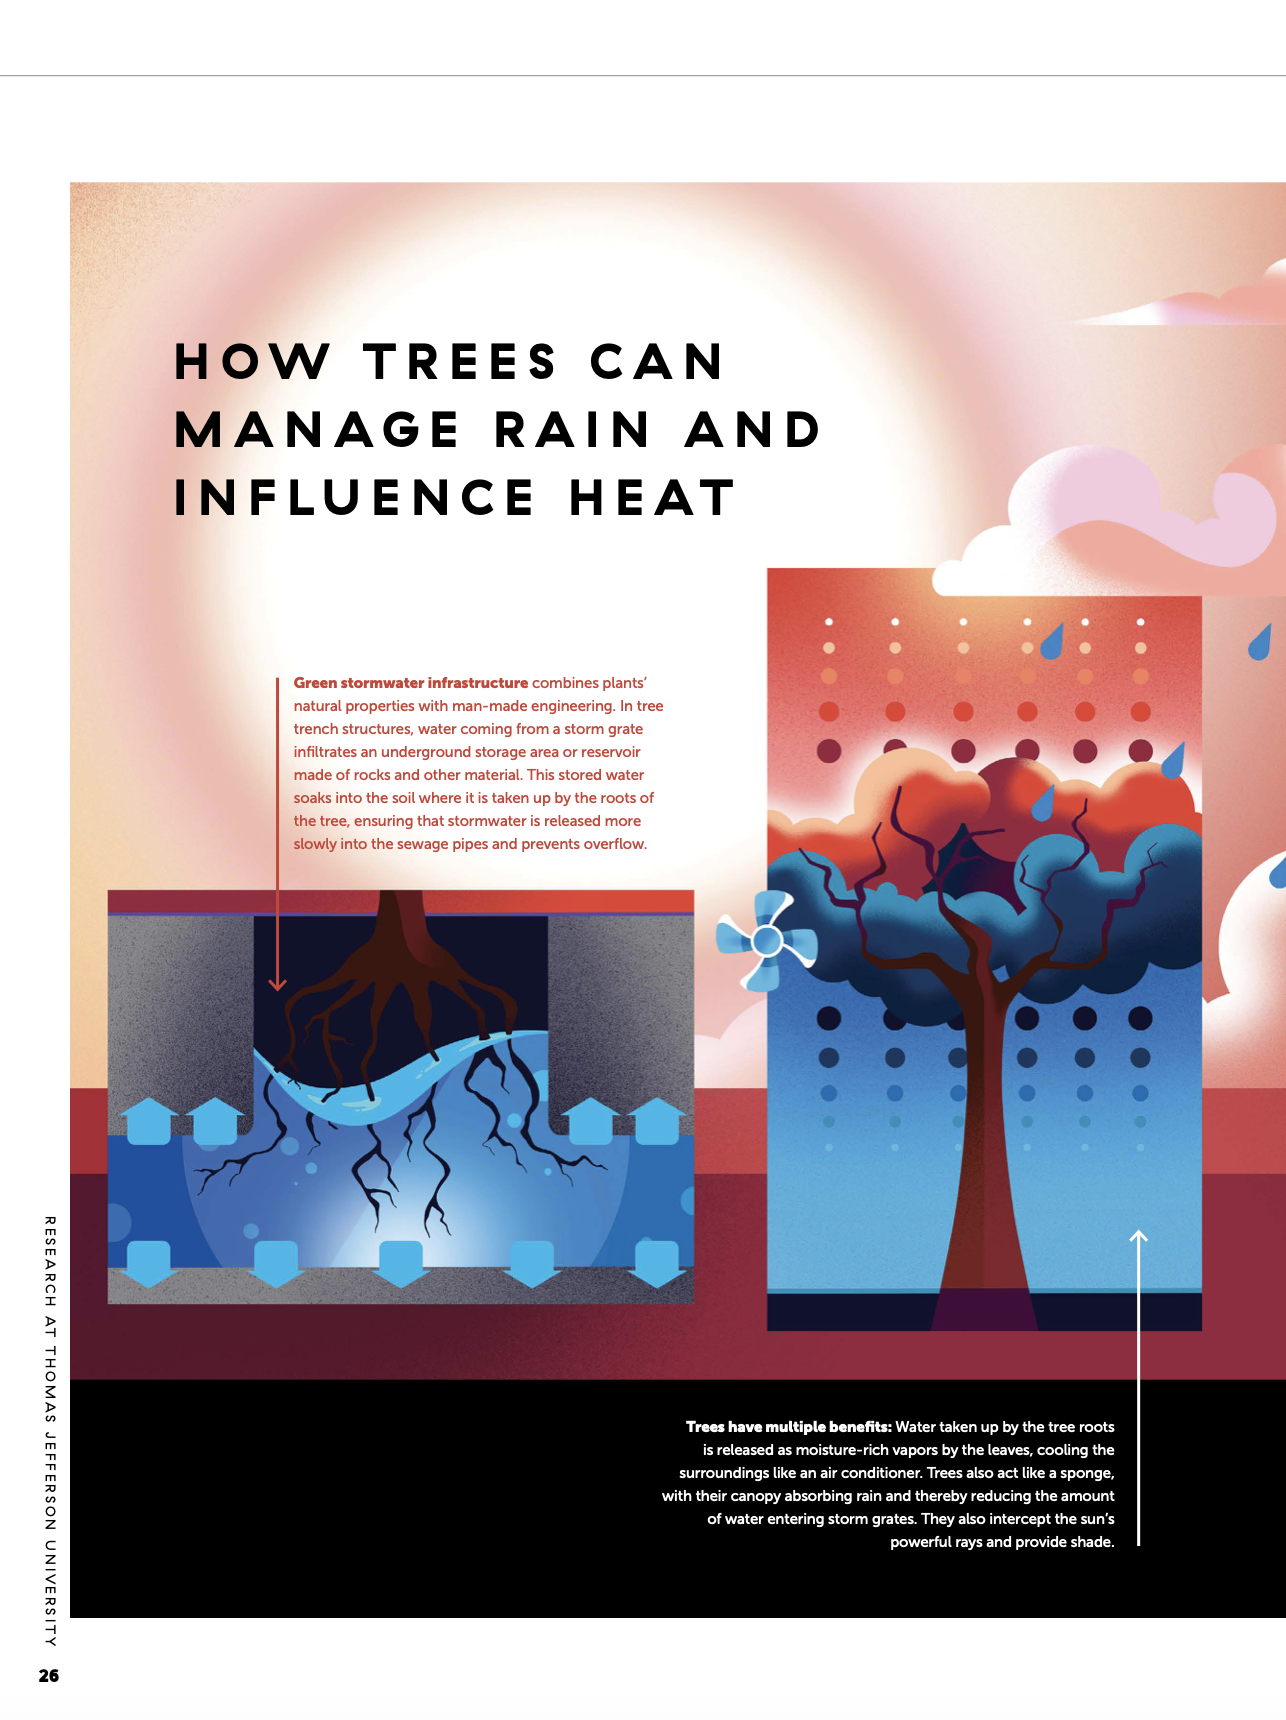 HOW TREES CAN
MANAGE RAIN AND
INFLUENCE HEAT
Green stormwater infrastructure combines plants’
natural properties with man-made engineering. In tree
trench structures, water coming from a storm grate
infiltrates an underground storage area or reservoir
made of rocks and other material. This stored water
soaks into the soil where it is taken up by the roots of
the tree, ensuring that stormwater is released more
slowly into the sewage pipes and prevents overflow.
Trees have multiple benefits: Water taken up by the tree roots
is released as moisture-rich vapors by the leaves, cooling the
surroundings like an air conditioner. Trees also act like a sponge,
with their canopy absorbing rain and thereby reducing the amount
of water entering storm grates. They also intercept the sun’s
powerful rays and provide shade.
RESEARCH AT THOMAS JEFFERSON UNIVERSITY
26